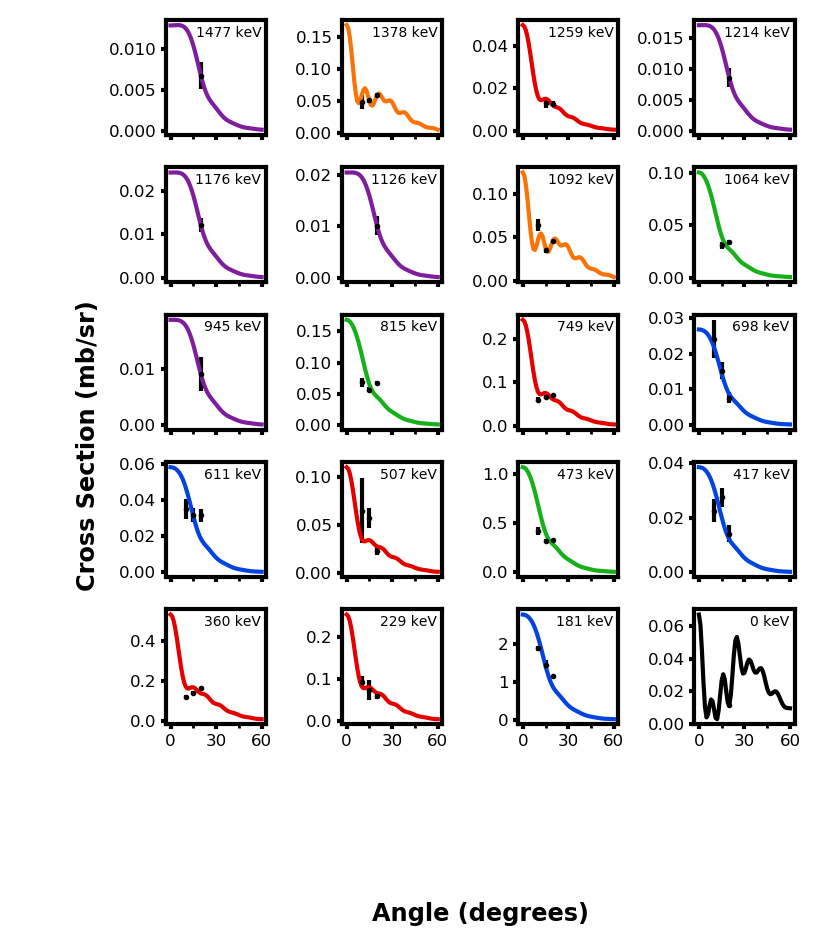 1477 keV 1378 keV 1259 keV 1214 keV
0.010 0.15 0.04 0.015
0.005 0.10 0.02 0.010
0.000 0.05 0.00 0.005
0.00 0.000
1176 keV 1126 keV 1092 keV 1064 keV
0.02 0.02 0.10 0.10
0.01 0.01 0.05 0.05
0.00 0.00 0.00 0.00
945 keV 815 keV 749 keV 698 keV
0.01 0.15 0.2 0.03
0.00 0.10 0.1 0.02
0.05 0.0 0.01
0.00 0.00
611 keV 507 keV 473 keV 417 keV
0.06 0.10 1.0 0.04
0.04 0.05 0.5 0.02
0.02 0.00 0.0 0.00
0.00
360 keV 229 keV 181 keV 0 keV
0.4 0.2 2 0.06
0.2 0.1 1 0.04
0.0 0.0 0 0.02
0.00
0 30 60 0 30 60 0 30 60 0 30 60
Cross Section (mb/sr)
Angle (degrees)